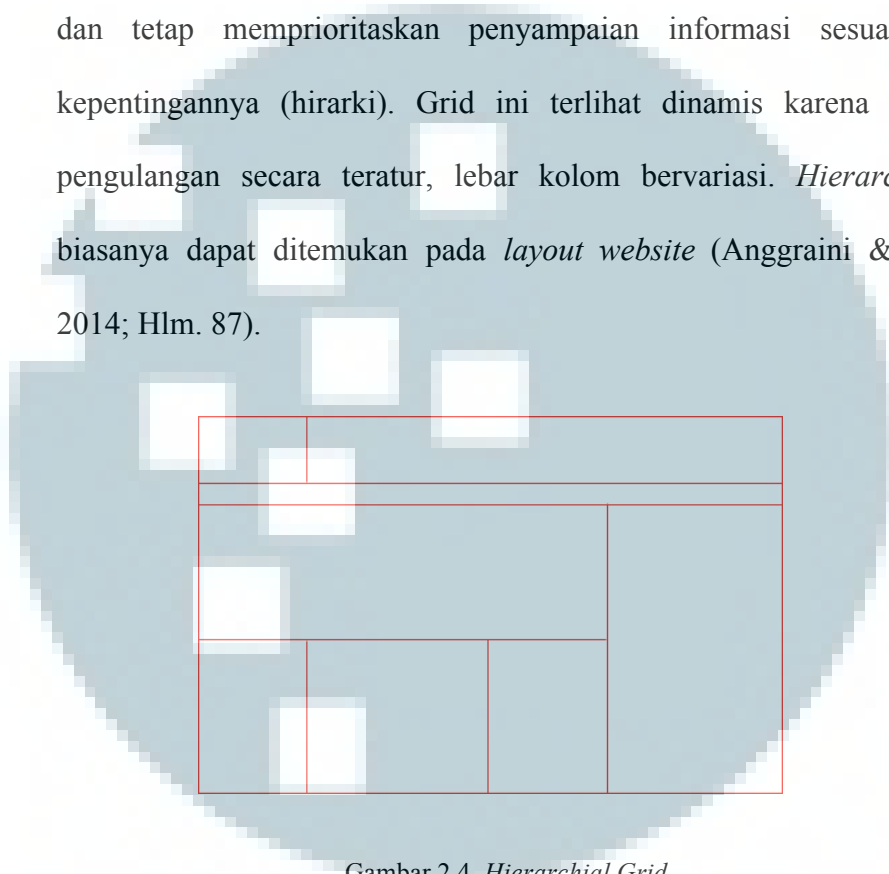 dan tetap memprioritaskan penyampaian informasi sesua
kepentingannya (hirarki). Grid ini terlihat dinamis karena
pengulangan secara teratur, lebar kolom bervariasi. Hierarc
biasanya dapat ditemukan pada layout website (Anggraini &
2014; Hlm. 87).
Gambar 2.4. Hierarchial Grid